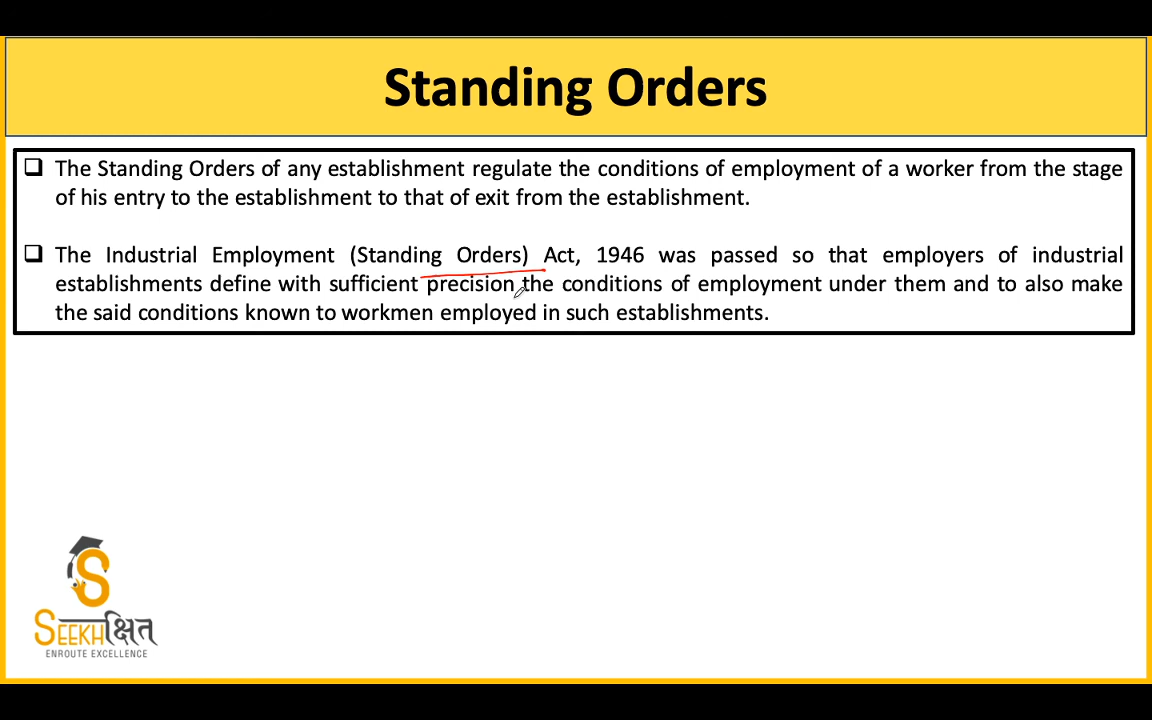 Standing Orders
❑ The Standing Orders of any establishment regulate the conditions of employment of a worker from the stage
of his entry to the establishment to that of exit from the establishment.
❑ The Industrial Employment (Standing Orders) Act, 1946 was passed so that employers of industrial
establishments define with sufficient precision the conditions of employment under them and to also make
the said conditions known to workmen employed in such establishments.
S
SEEKHक्षित
ENROUTE EXCELLENCE